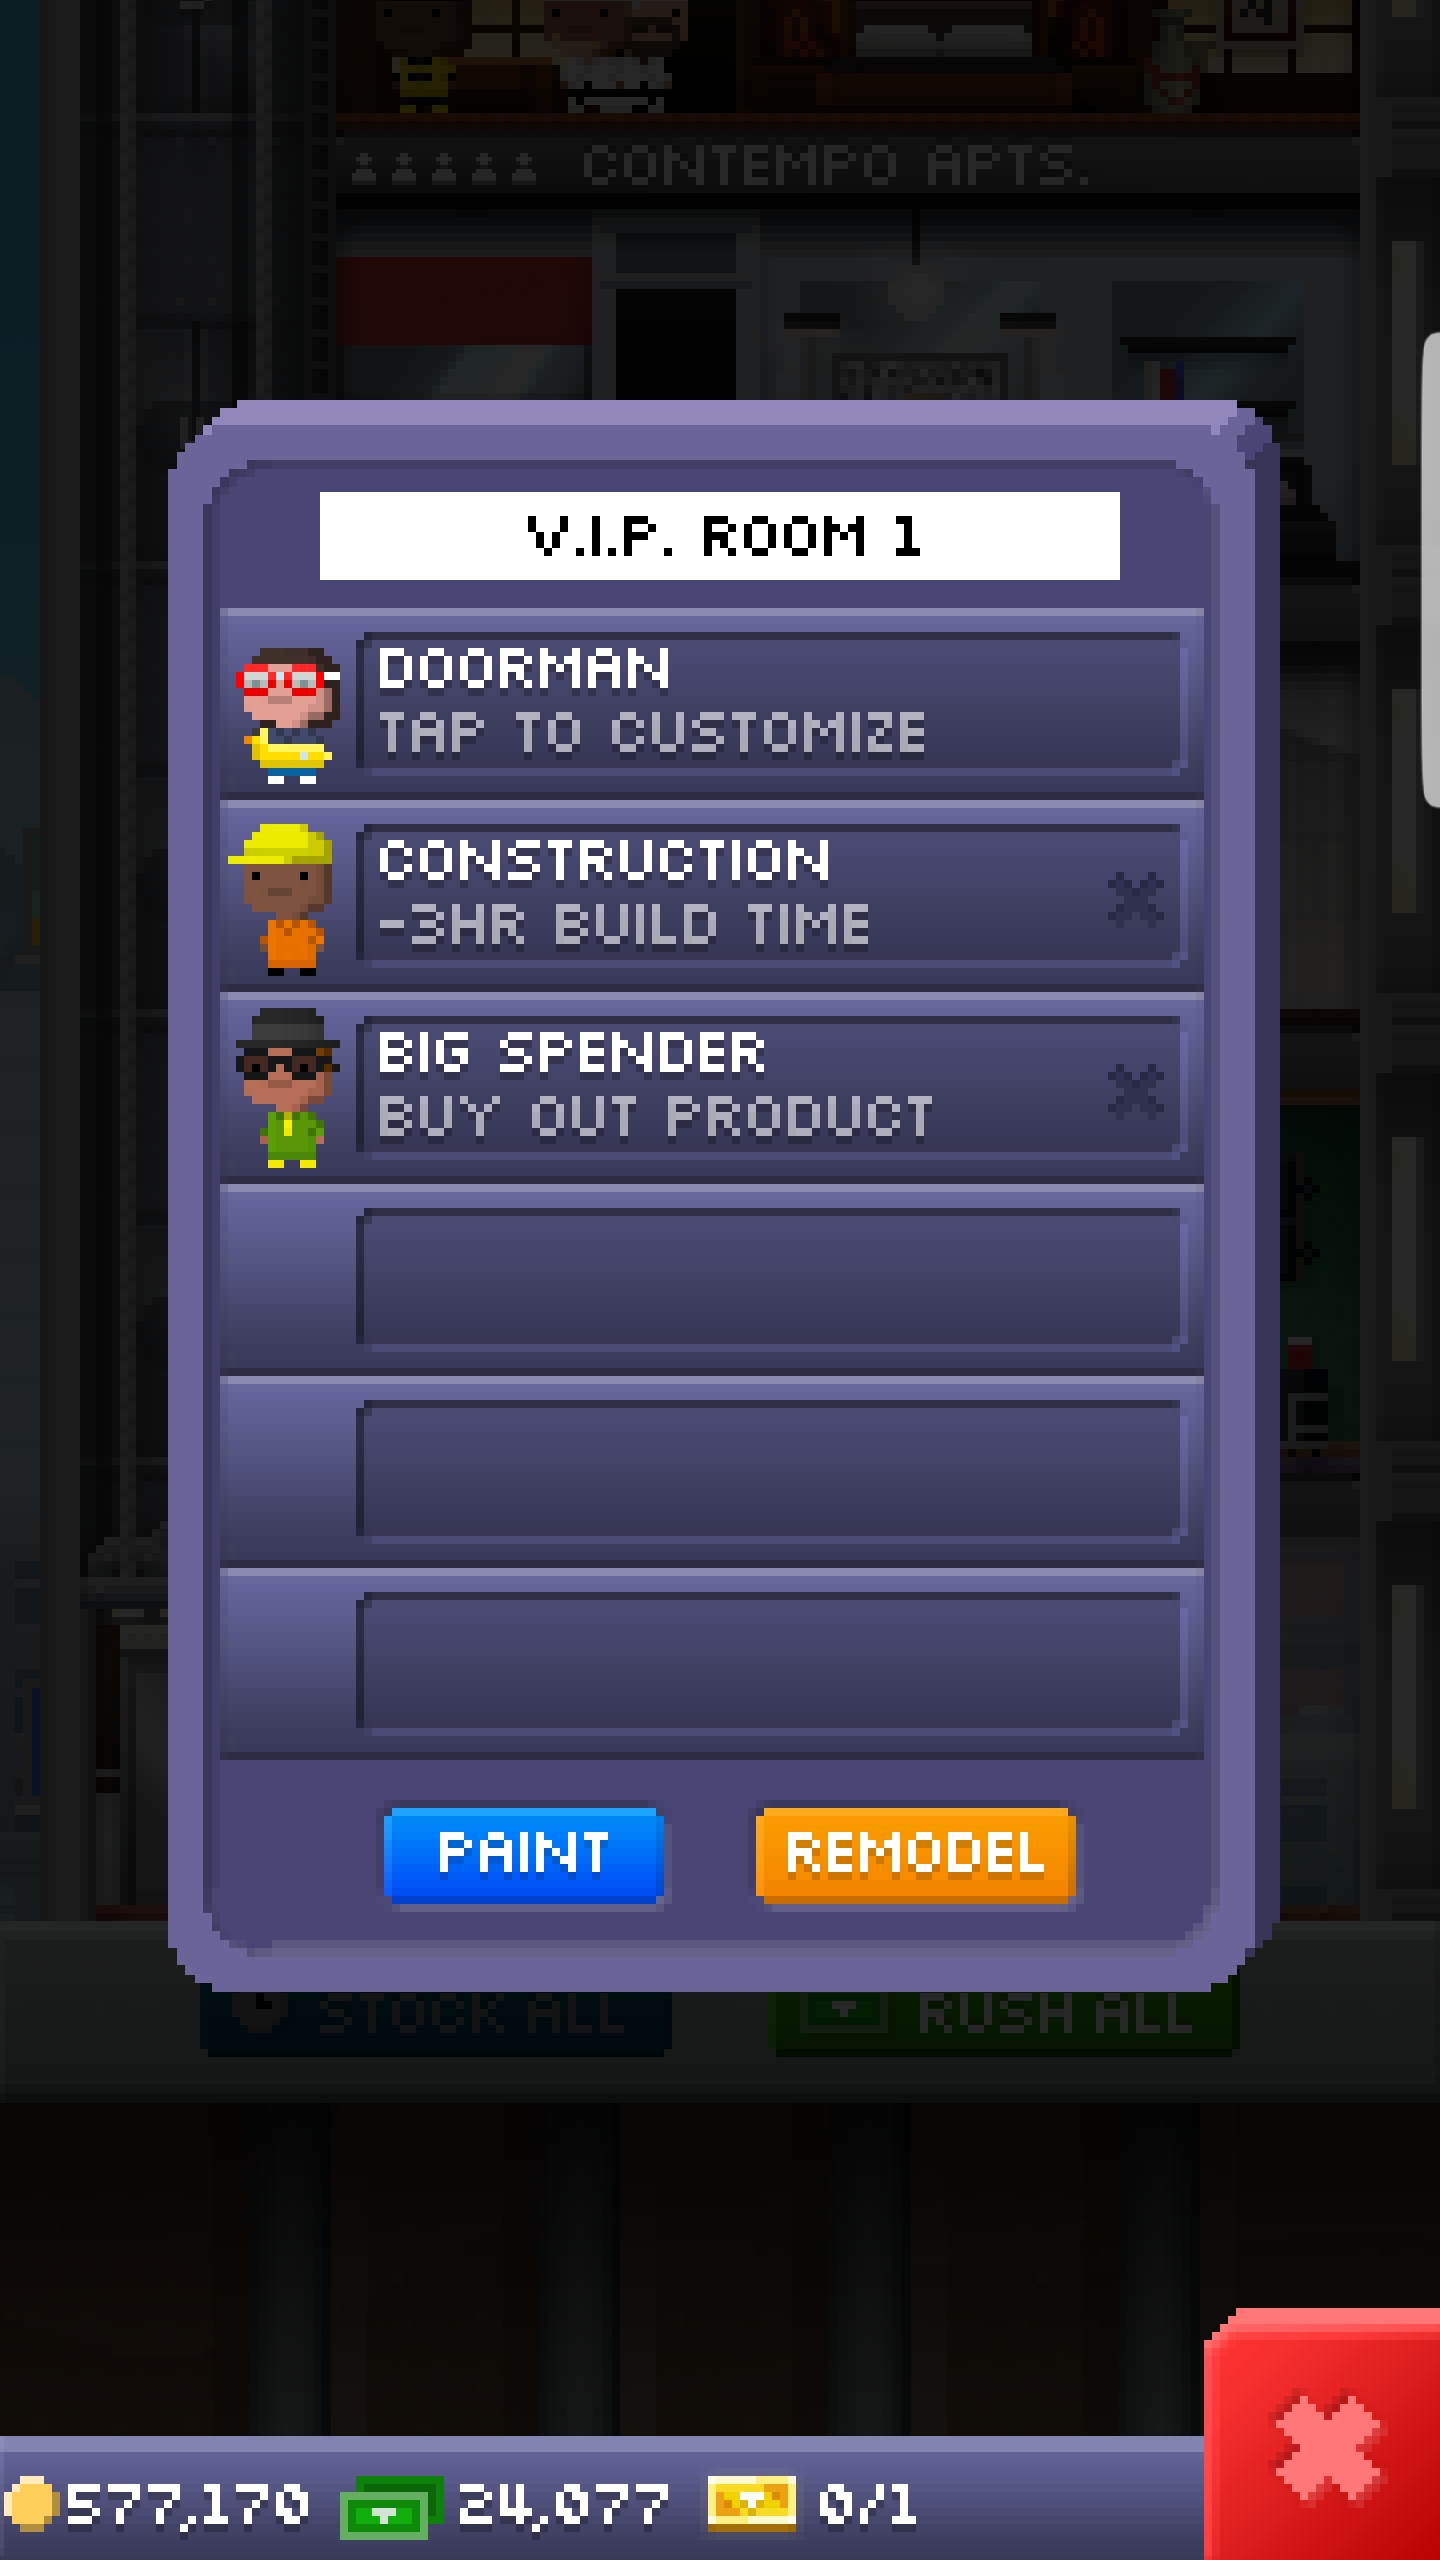 CONTEMPO APTS.
V.I.P. ROOM 1
DOORMAN
TAP TO CUSTOMIZE
CONSTRUCTION
-3HR BUILD TIME
BIG SPENDER
BUY OUT PRODUCT
PAINT REMODEL
STOCK ALL RUSH ALL
577,170 24,077 0/1